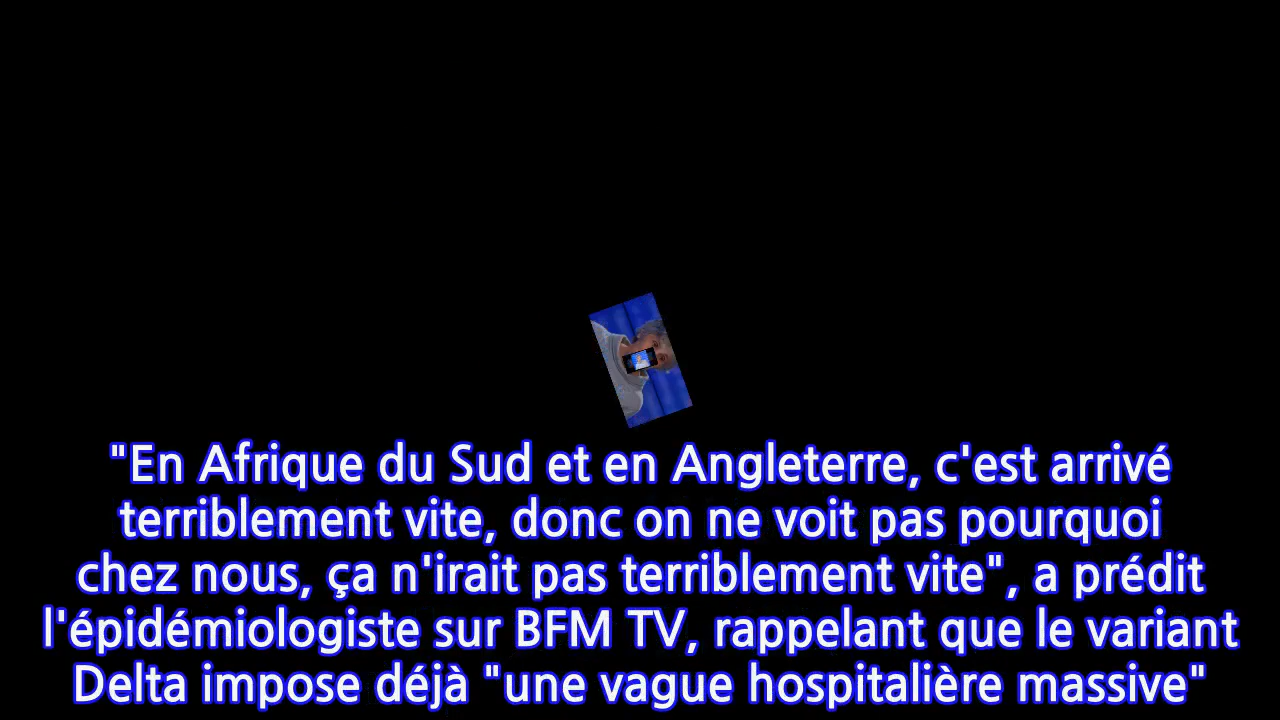 "En Afrique du Sud et en Angleterre, c'est arrivé
terriblement vite, donc on ne voit pas pourquoi
chez nous, ça n'irait pas terriblement vite", a prédit
l'épidémiologiste sur BFM TV, rappelant que le variant
Delta impose déjà "une vague hospitalière massive"